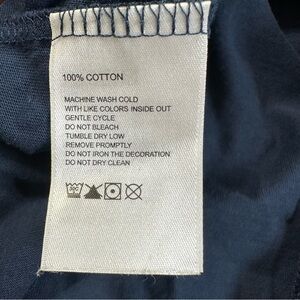 100% COTTON
MACHINE WASH COLD
WITH LIKE COLORS INSIDE OUT
GENTLE CYCLE
DO NOT BLEACH
TUMBLE DRY LOW
REMOVE PROMPTLY
DO NOT IRON THE DECORATION
DO NOT DRY CLEAN